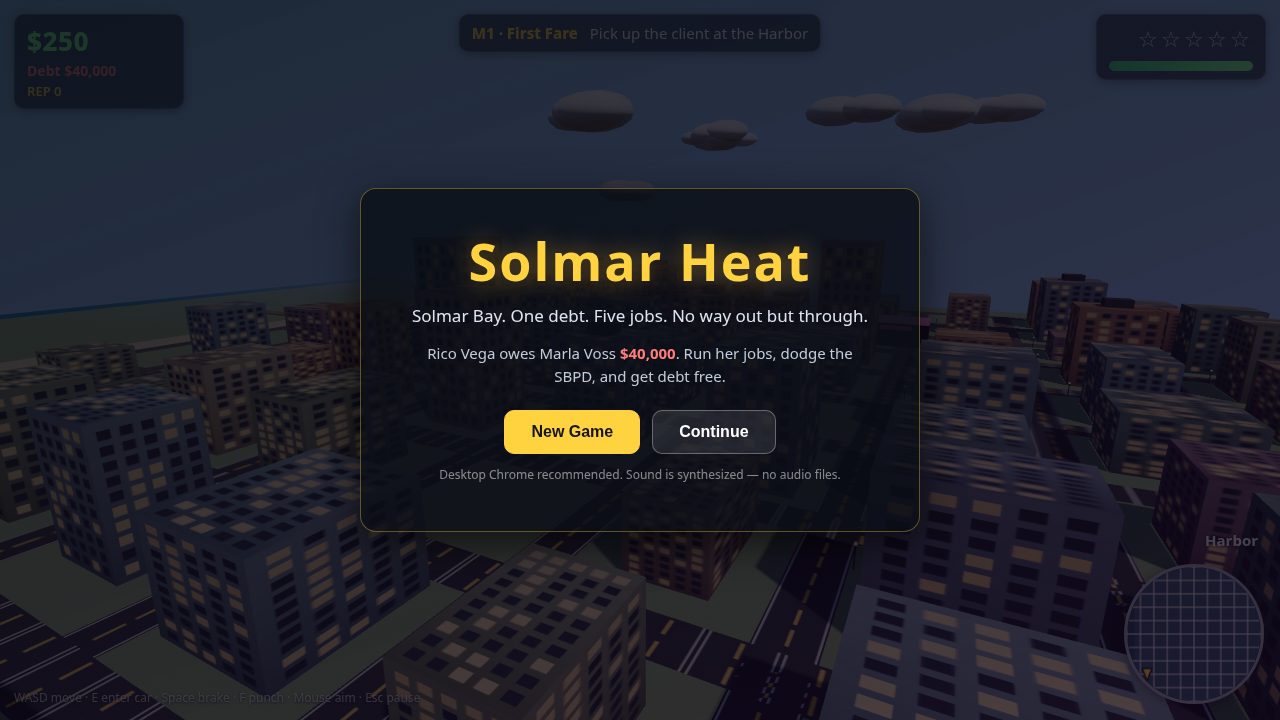 $250
Debt $40,000
REP 0
M1 · First Fare Pick up the client at the Harbor
Solmar Heat
Solmar Bay. One debt. Five jobs. No way out but through.
Rico Vega owes Marla Voss $40,000. Run her jobs, dodge the
SBPD, and get debt free.
New Game
Continue
Desktop Chrome recommended. Sound is synthesized — no audio files.
Harbor
WASD move · E enter car · Space brake · F punch · Mouse aim · Esc pause